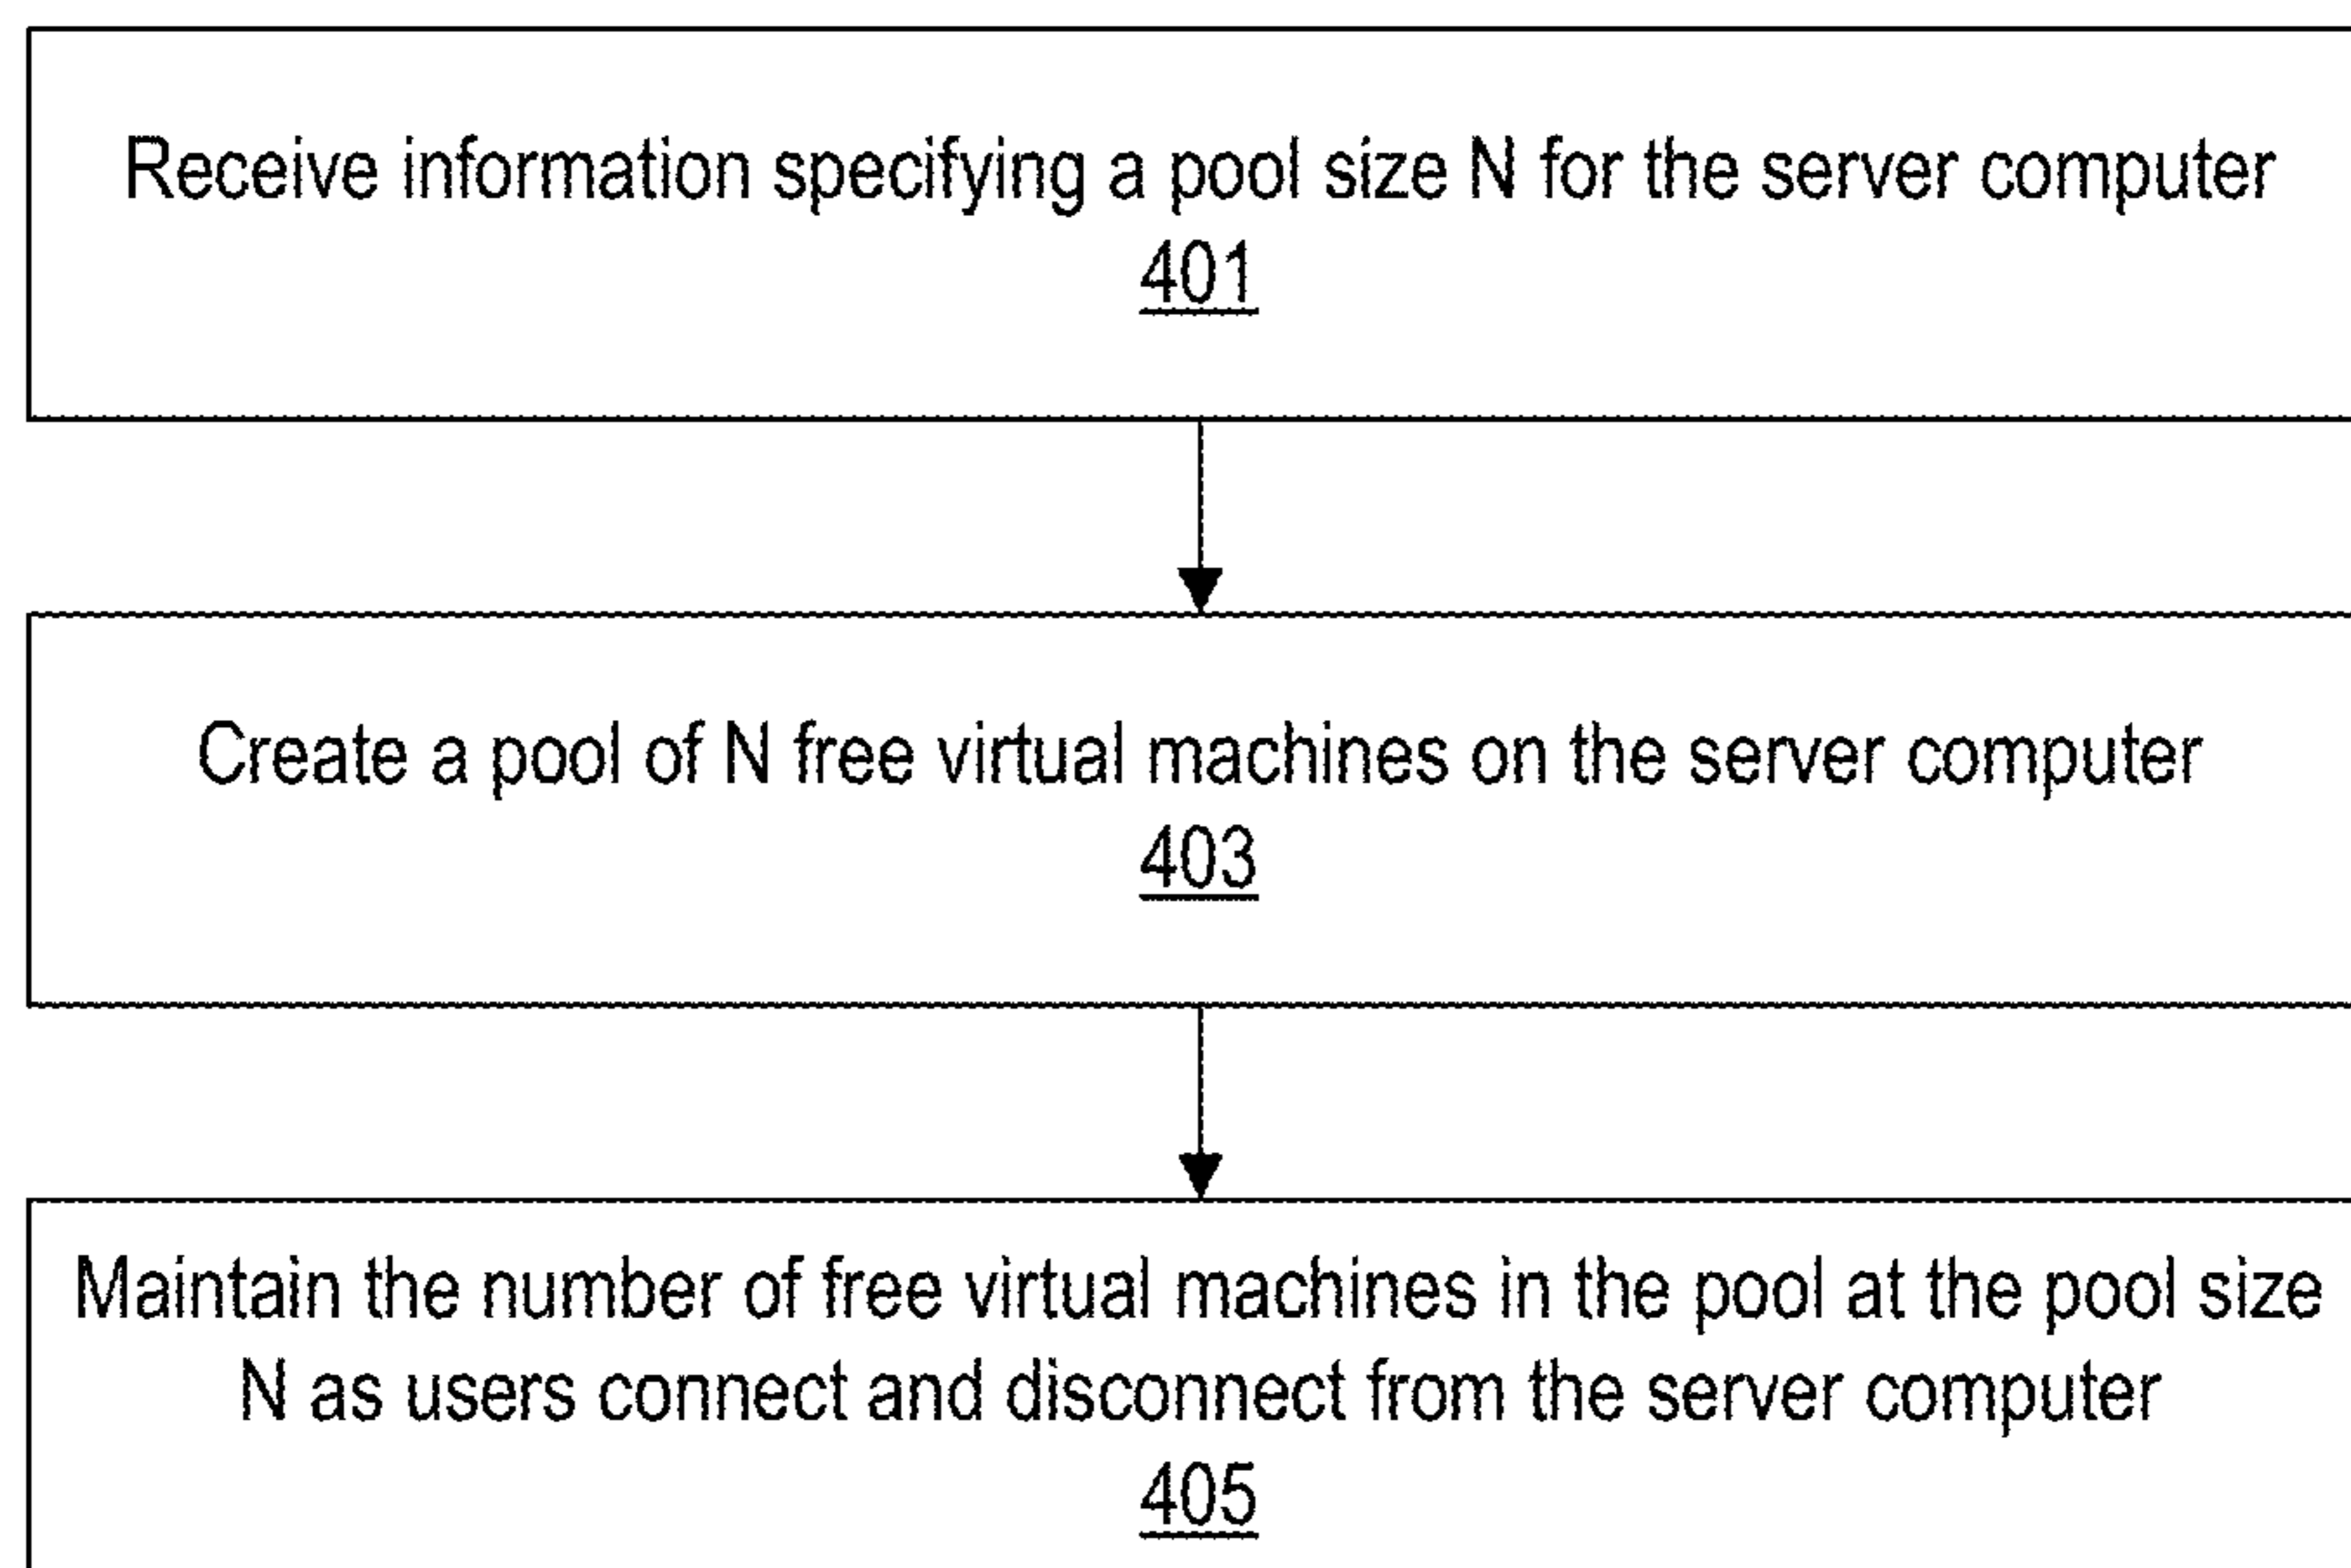 Receive information specifying a pool size N for the server computer
401
Create a pool of N free virtual machines on the server computer
403
Maintain the number of free virtual machines in the pool at the pool size
N as users connect and disconnect from the server computer
405